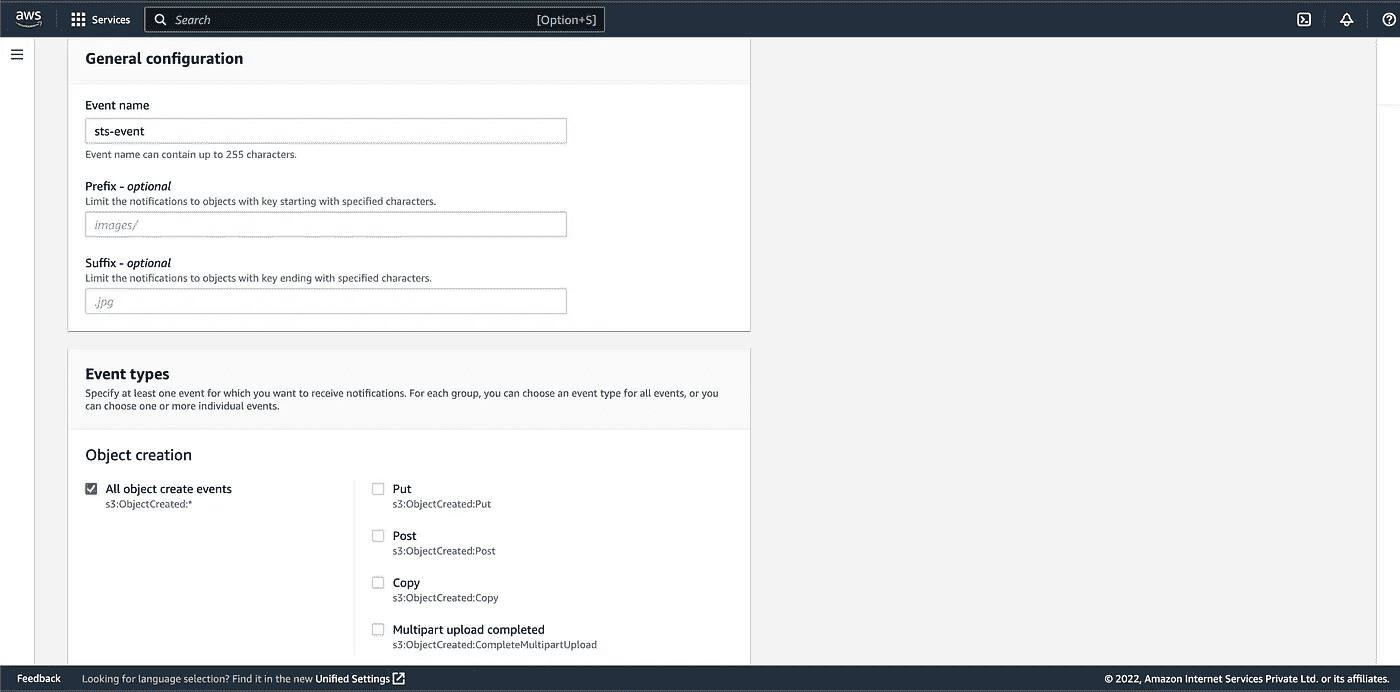 aws
Services
Search
[Option+S]
General configuration
Event name
sts-event
Event name can contain up to 255 characters.
Prefix - optional
Limit the notifications to objects with key starting with specified characters.
images/
Suffix - optional
Limit the notifications to objects with key ending with specified characters.
.jpg
Event types
Specify at least one event for which you want to receive notifications. For each group, you can choose an event type for all events, or you
can choose one or more individual events.
Object creation
All object create events
s3:ObjectCreated:*
Put
s3:ObjectCreated:Put
Post
s3:ObjectCreated:Post
Copy
s3:ObjectCreated:Copy
Multipart upload completed
s3:ObjectCreated:CompleteMultipartUpload
Feedback
Looking for language selection? Find it in the new Unified Settings
© 2022, Amazon Internet Services Private Ltd. or its affiliates.